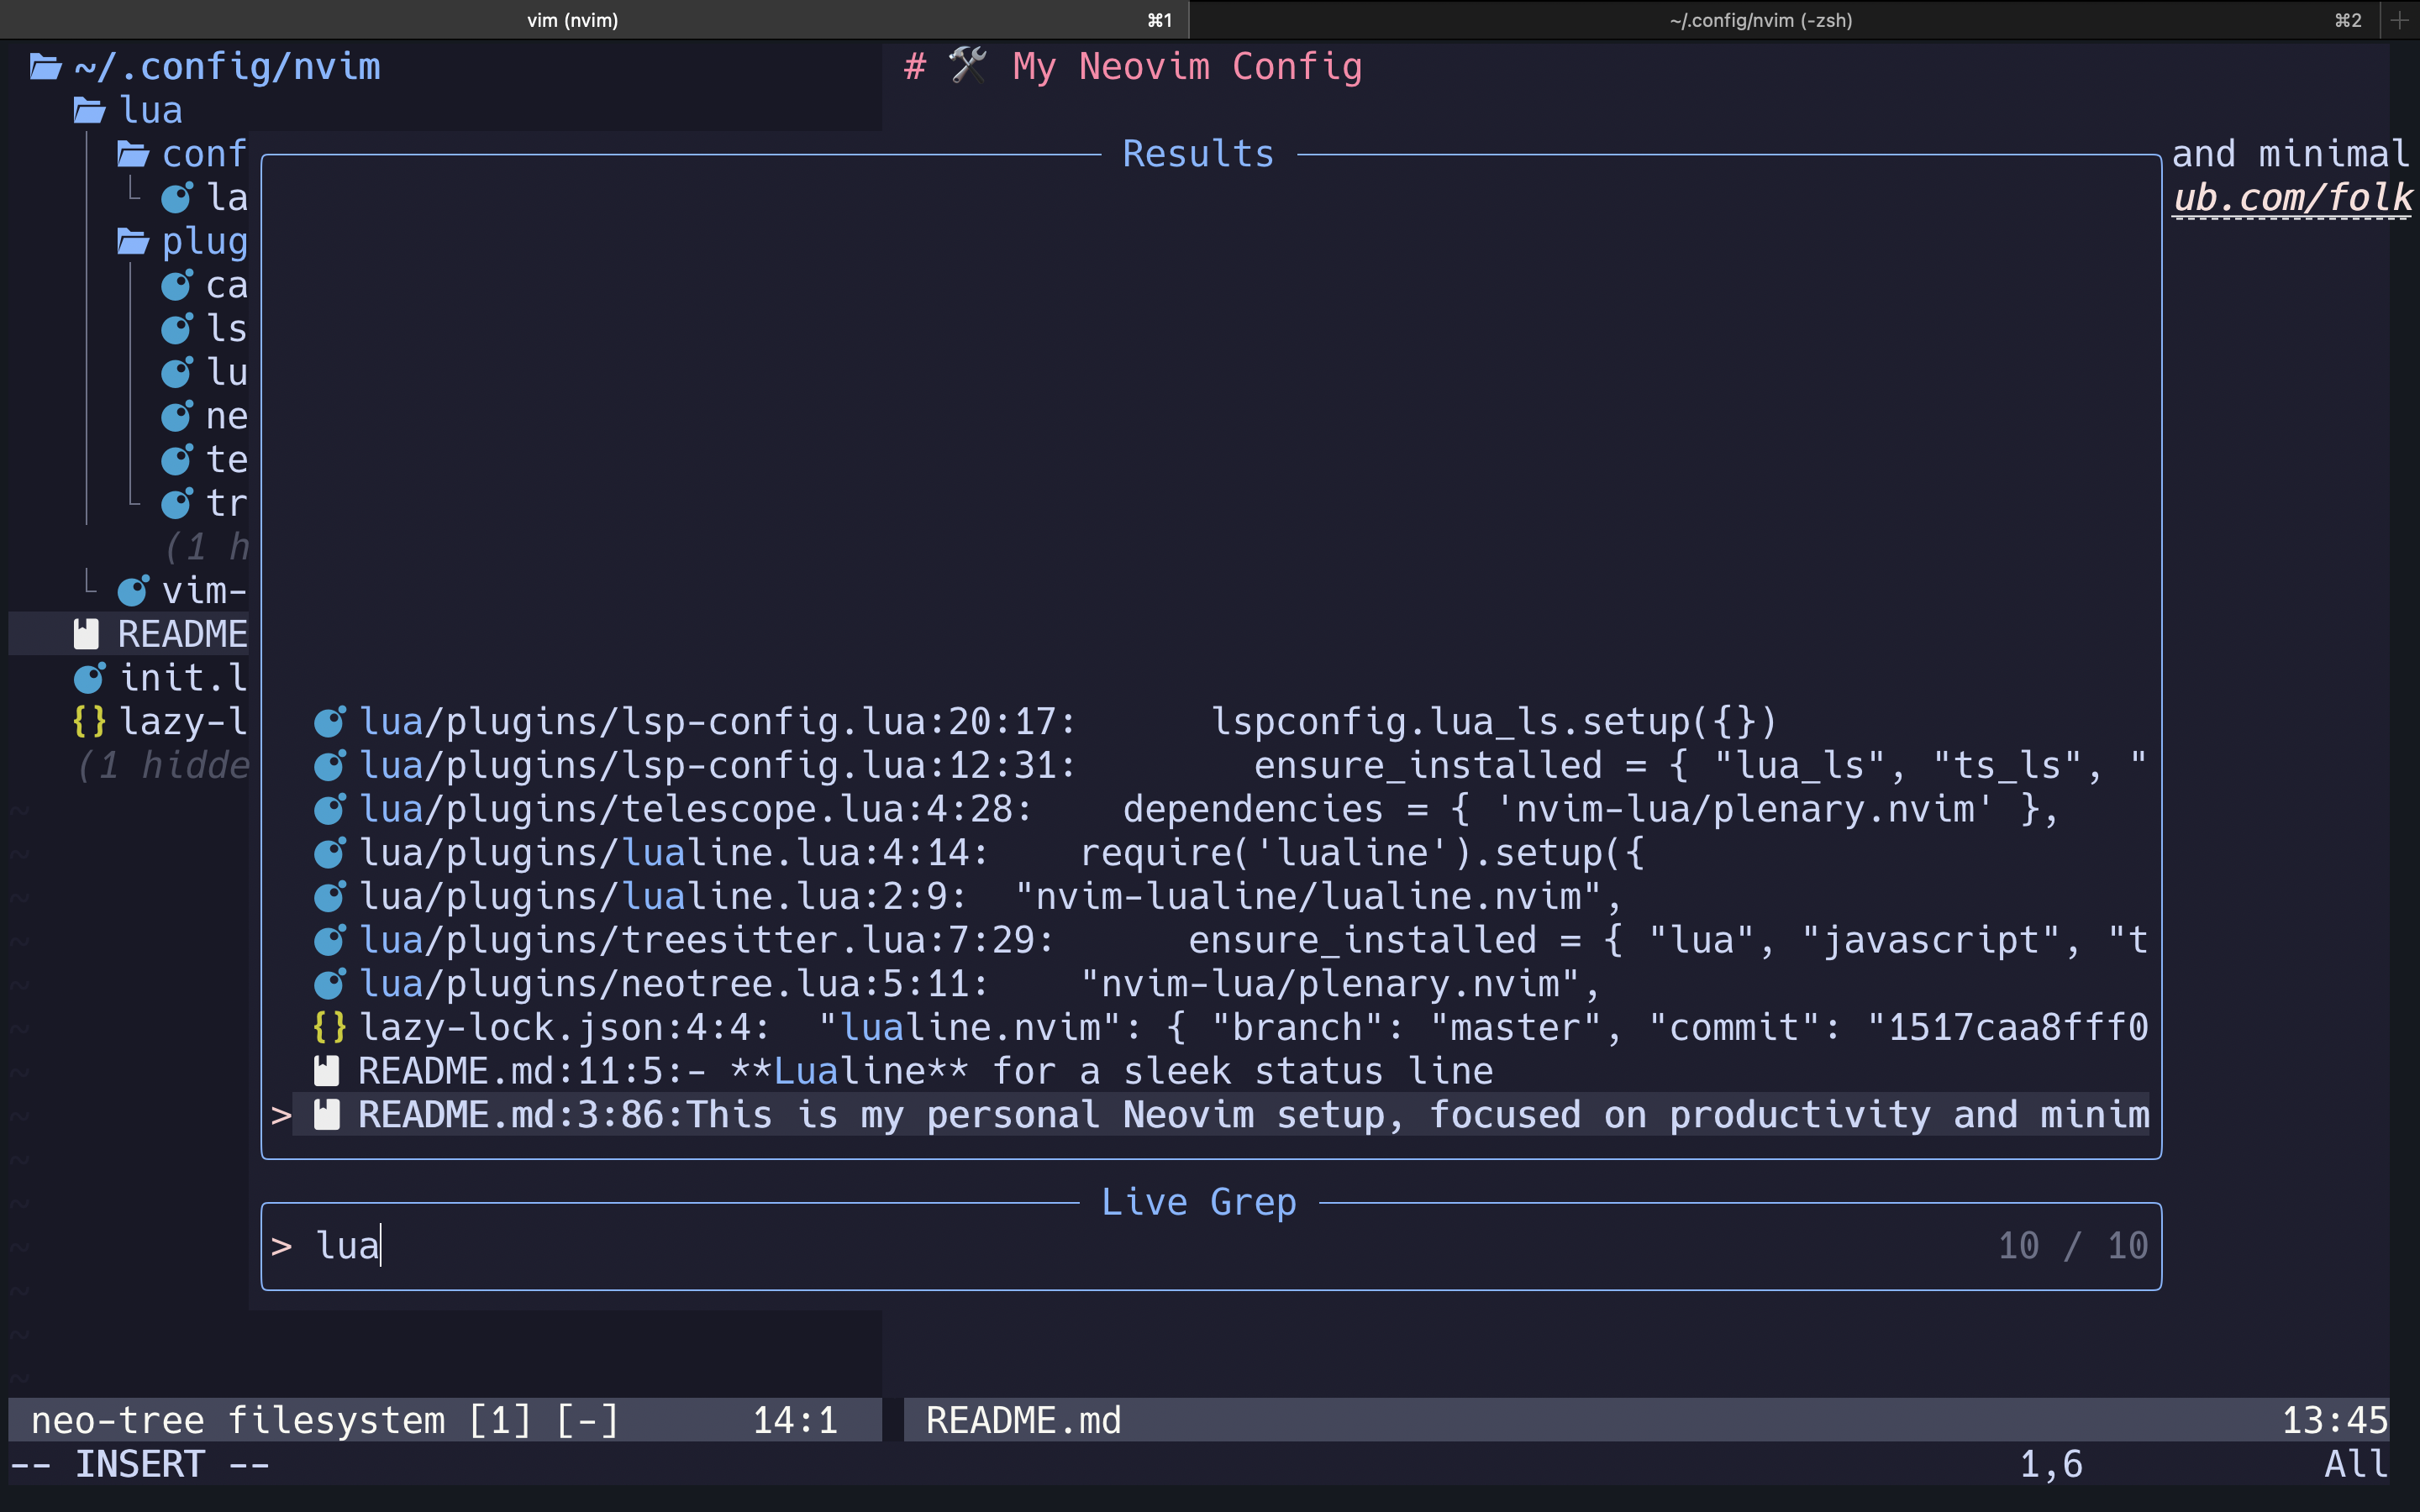 vim (nvim) ⌘1 ~/.config/nvim (-zsh) ⌘2 +
~/.config/nvim
lua
conf
la
plug
ca
ls
lu
ne
te
tr
(1 h
vim-
README
init.l
{} lazy-l
(1 hidde
# 🛠 My Neovim Config
and minimal
ub.com/folk
Results
lua/plugins/lsp-config.lua:20:17:      lspconfig.lua_ls.setup({})
lua/plugins/lsp-config.lua:12:31:        ensure_installed = { "lua_ls", "ts_ls", "
lua/plugins/telescope.lua:4:28:    dependencies = { 'nvim-lua/plenary.nvim' },
lua/plugins/lualine.lua:4:14:    require('lualine').setup({
lua/plugins/lualine.lua:2:9:  "nvim-lualine/lualine.nvim",
lua/plugins/treesitter.lua:7:29:      ensure_installed = { "lua", "javascript", "t
lua/plugins/neotree.lua:5:11:    "nvim-lua/plenary.nvim",
{} lazy-lock.json:4:4:  "lualine.nvim": { "branch": "master", "commit": "1517caa8fff0
README.md:11:5:- **Lualine** for a sleek status line
> README.md:3:86:This is my personal Neovim setup, focused on productivity and minim
Live Grep
> lua 10 / 10
neo-tree filesystem [1] [-] 14:1 README.md 13:45
-- INSERT -- 1,6 All